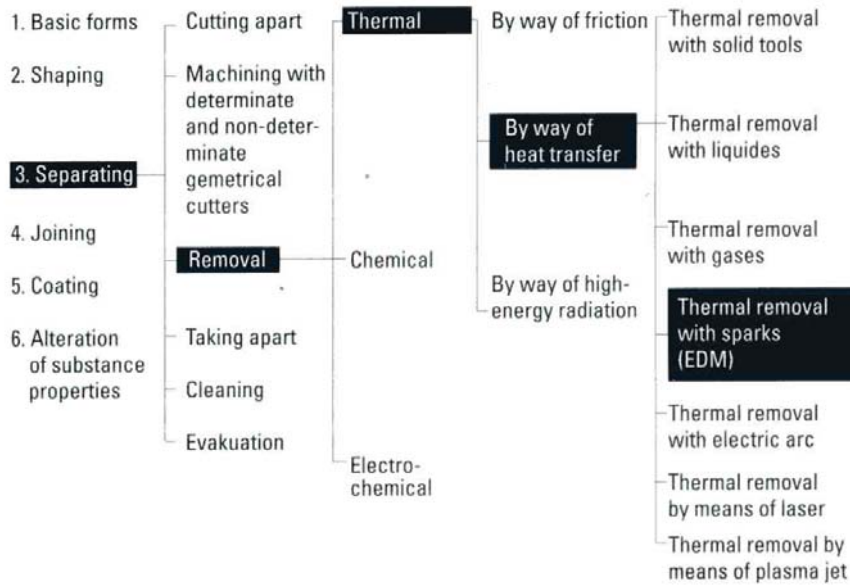 1. Basic forms
2. Shaping
3. Separating
4. Joining
5. Coating
6. Alteration
of substance
properties
Cutting apart
Machining with
determinate
and non-deter-
minate
gemetrical
cutters
Removal
Taking apart
Cleaning
Evakuation
Thermal
Chemical
Electro-
chemical
By way of friction
By way of
heat transfer
By way of high-
energy radiation
Thermal removal
with solid tools
Thermal removal
with liquides
Thermal removal
with gases
Thermal removal
with sparks
(EDM)
Thermal removal
with electric arc
Thermal removal
by means of laser
Thermal removal by
means of plasma jet